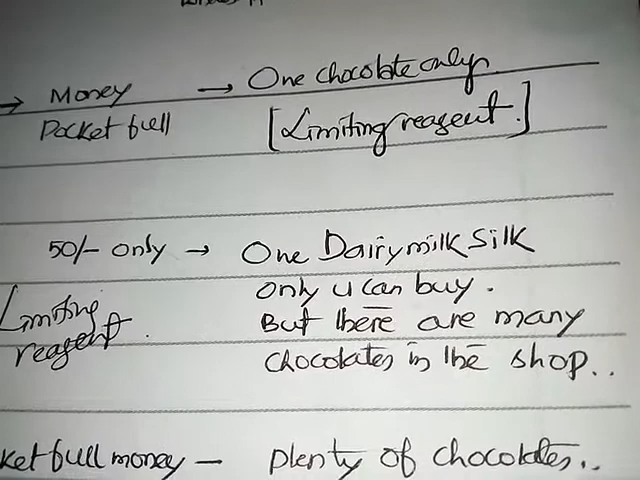 → Money → One chocolate only
Pocket full [Limiting reagent.]
50/- only → One Dairymilk Silk
only u can buy.
Limiting But there are many
reagent. chocolates in the shop..
ket full money — plenty of chocolates..